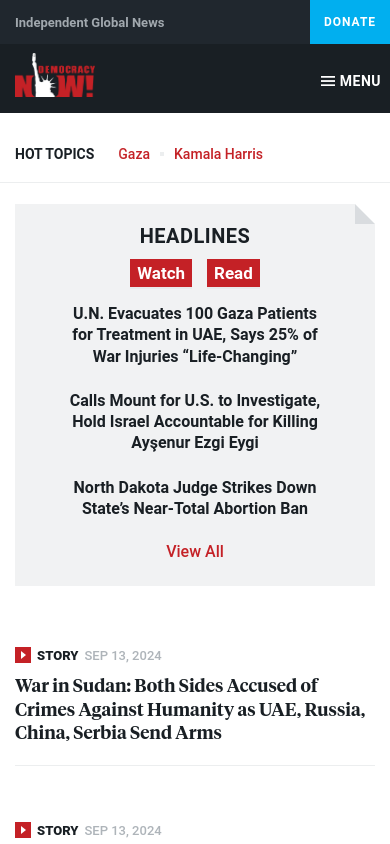 Independent Global News
DONATE
DEMOCRACY
NOW!
MENU
HOT TOPICS
Gaza
Kamala Harris
HEADLINES
Watch
Read
U.N. Evacuates 100 Gaza Patients
for Treatment in UAE, Says 25% of
War Injuries “Life-Changing”
Calls Mount for U.S. to Investigate,
Hold Israel Accountable for Killing
Ayşenur Ezgi Eygi
North Dakota Judge Strikes Down
State’s Near-Total Abortion Ban
View All
STORY SEP 13, 2024
War in Sudan: Both Sides Accused of
Crimes Against Humanity as UAE, Russia,
China, Serbia Send Arms
STORY SEP 13, 2024